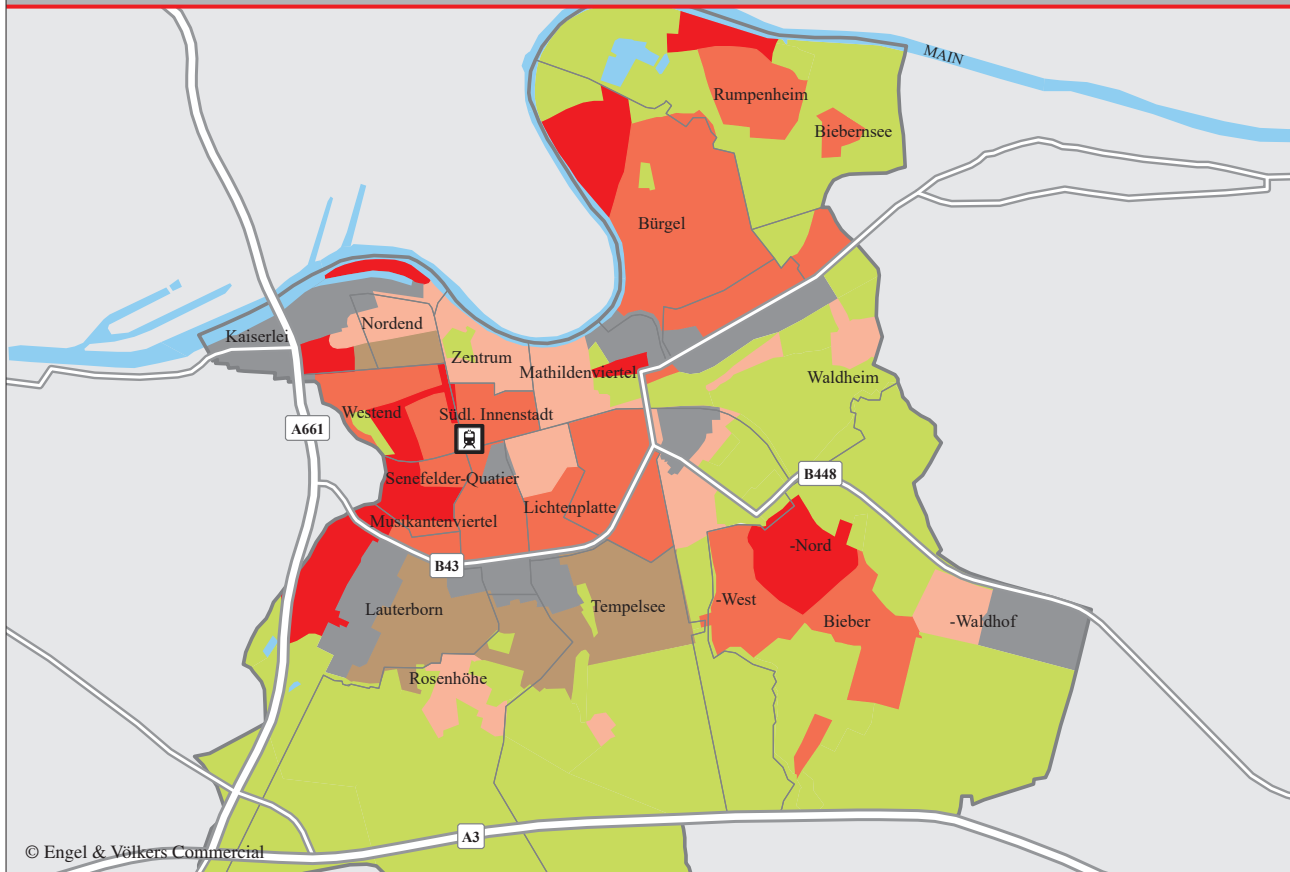 MAIN
Rumpenheim
Biebernsee
Bürgel
Kaiserlei
Nordend
Zentrum
Mathildenviertel
Waldheim
Westend
Südl. Innenstadt
A661
B448
Senefelder-Quatier
Lichtenplatte
Musikantenviertel
-Nord
B43
Lauterborn
Tempelsee
-West
Bieber
-Waldhof
Rosenhöhe
A3
© Engel & Völkers Commercial